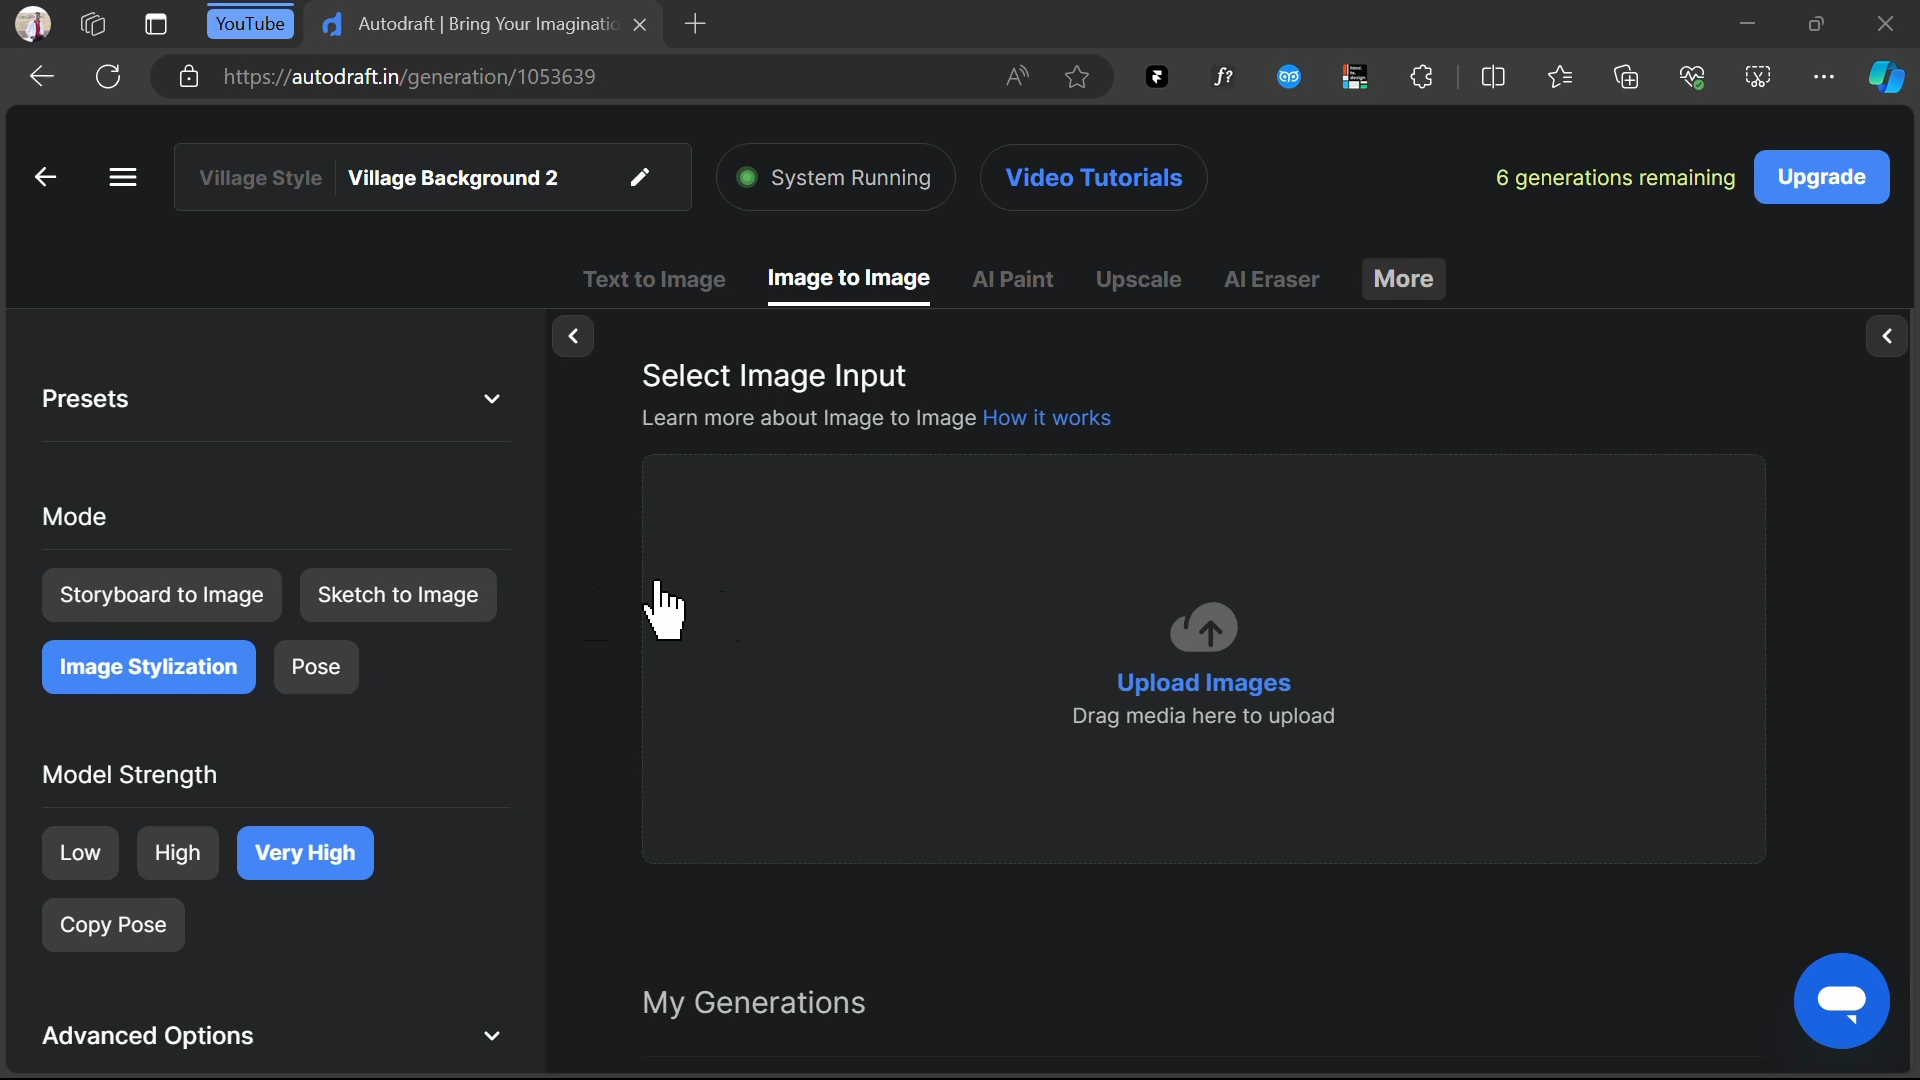 YouTube
Autodraft | Bring Your Imaginatio
https://autodraft.in/generation/1053639
Village Style
Village Background 2
System Running
Video Tutorials
6 generations remaining
Upgrade
Text to Image
Image to Image
AI Paint
Upscale
AI Eraser
More
Presets
Mode
Storyboard to Image
Sketch to Image
Image Stylization
Pose
Model Strength
Low
High
Very High
Copy Pose
Advanced Options
Select Image Input
Learn more about Image to Image How it works
Upload Images
Drag media here to upload
My Generations